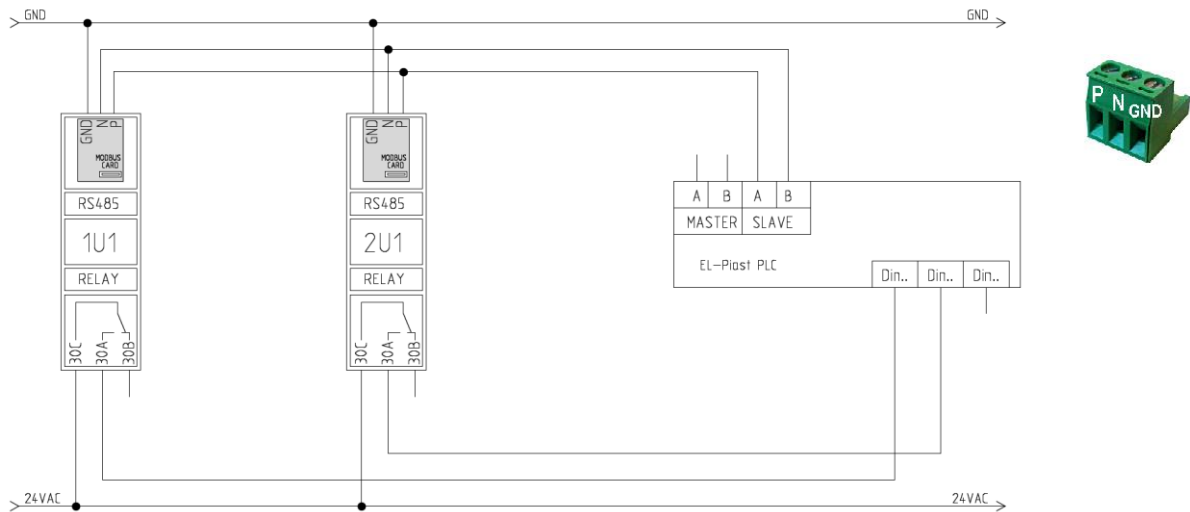 GND
GND
P N GND
GND
N
P
MODBUS
CARD
GND
N
P
MODBUS
CARD
RS485
RS485
A B A B
MASTER SLAVE
1U1
2U1
EL-Piast PLC
RELAY
RELAY
Din.. Din.. Din..
30C
30A
30B
30C
30A
30B
24VAC
24VAC